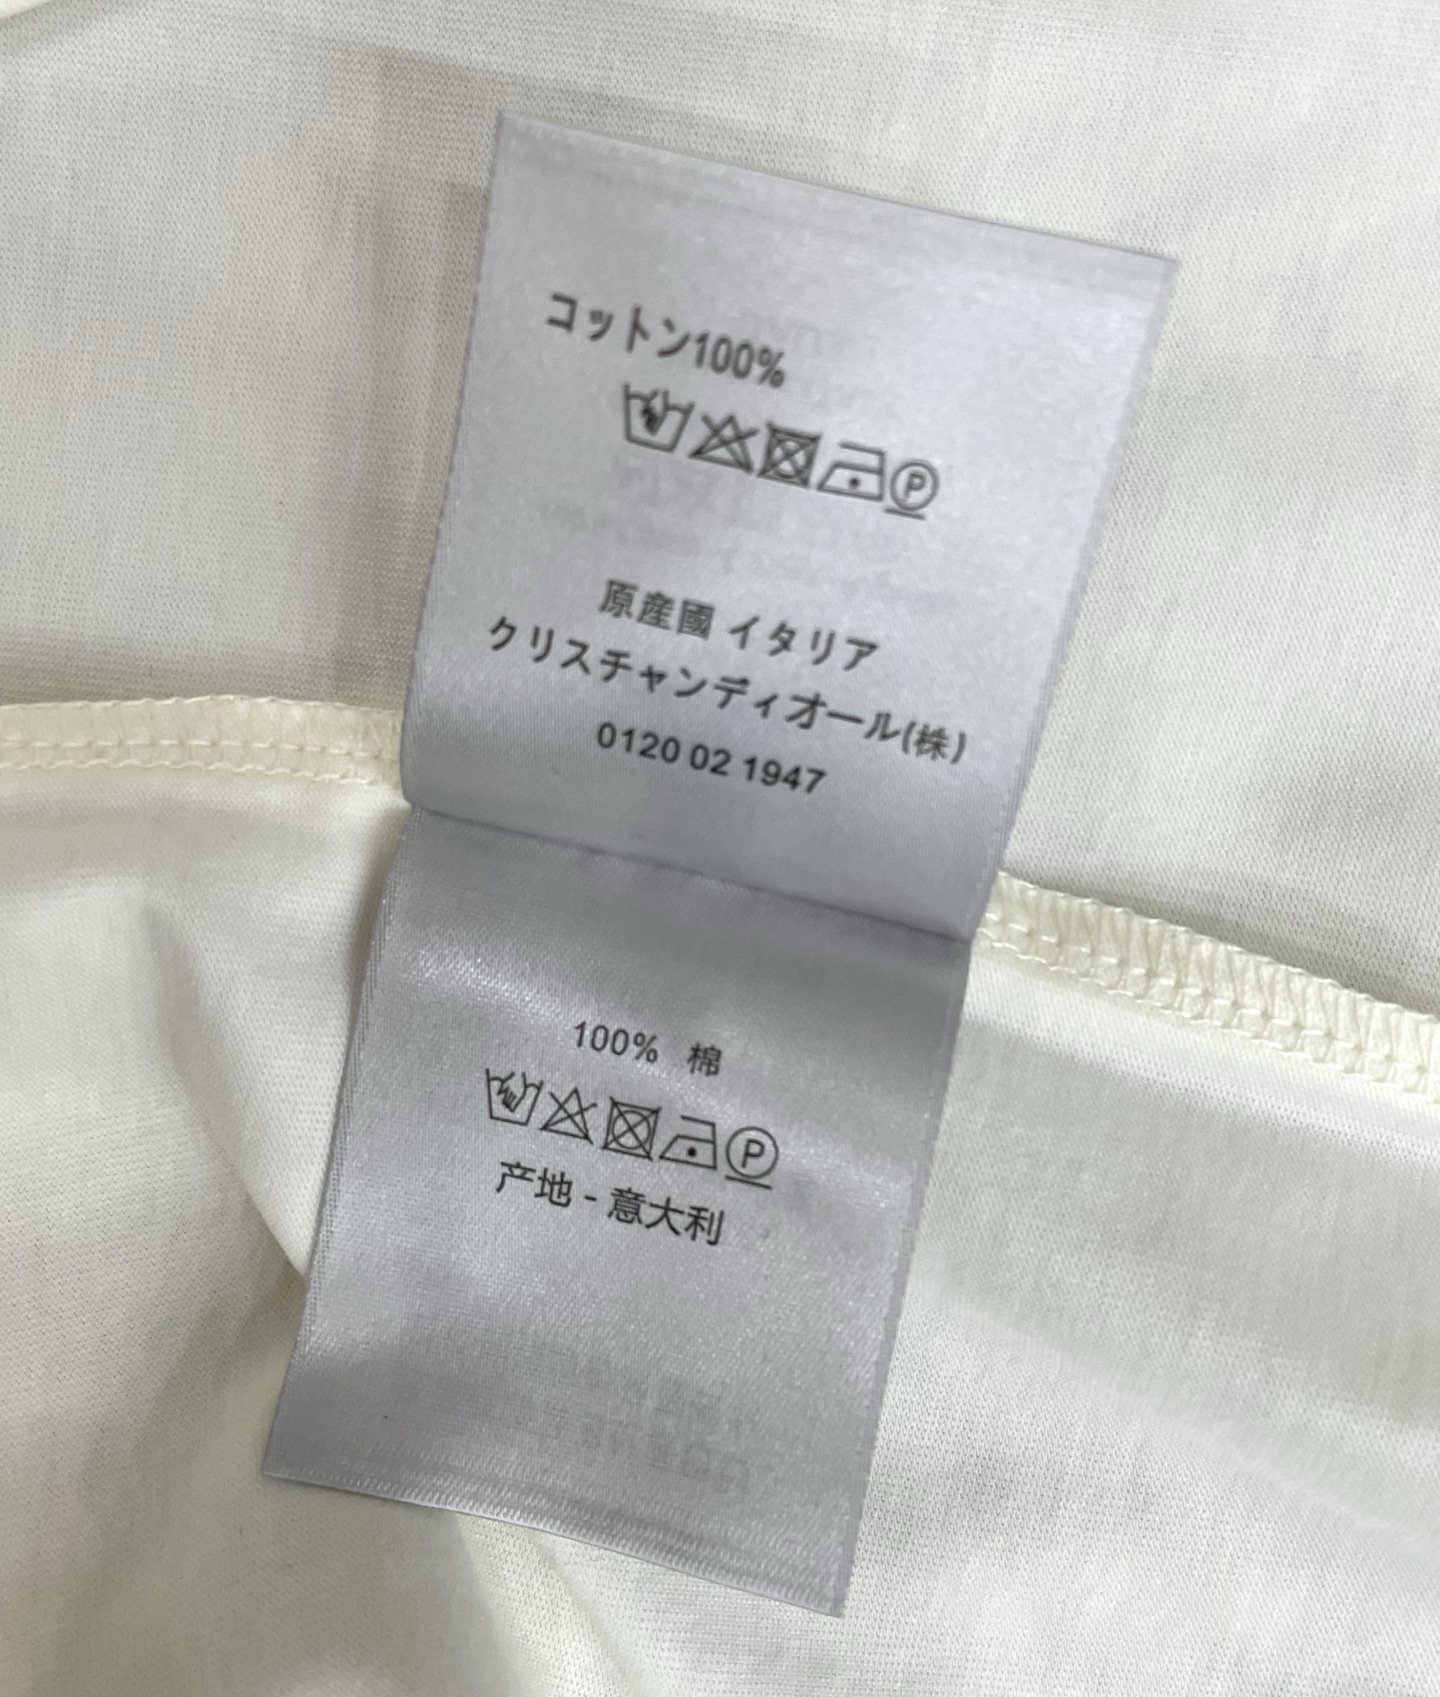 コットン100%
P
原産國 イタリア
クリスチャンディオール(株)
0120 02 1947
100% 棉
P
产地 - 意大利